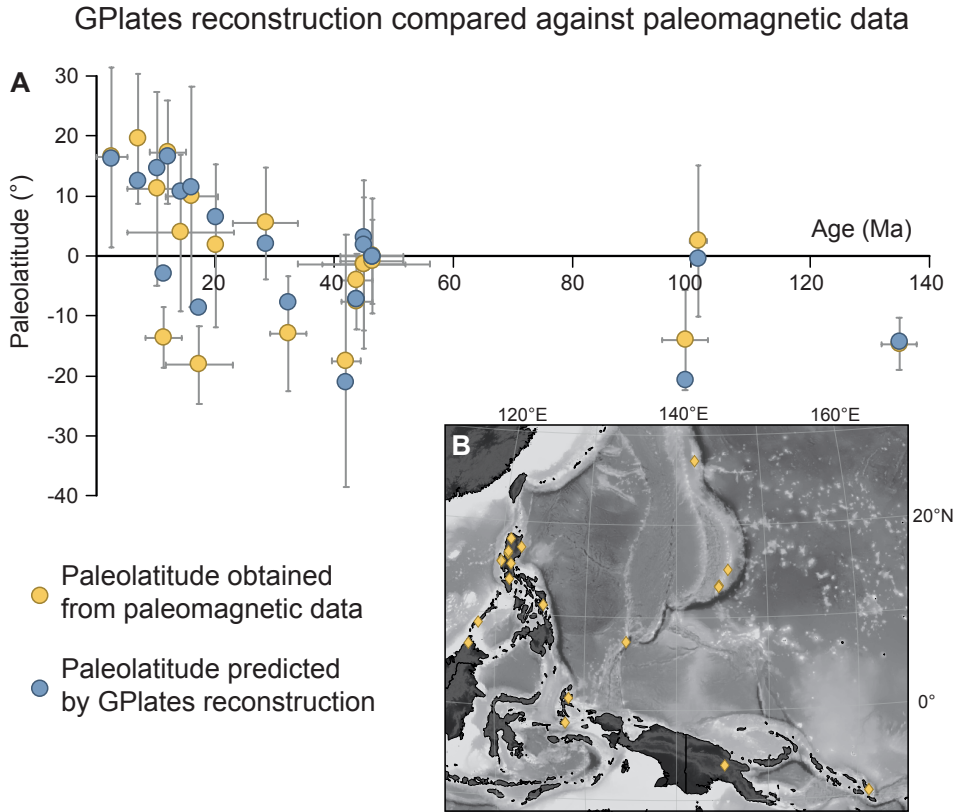 GPlates reconstruction compared against paleomagnetic data
A
30
20
10
0
-10
-20
-30
-40
Paleolatitude (°)
Age (Ma)
20
40
60
80
100
120
140
120°E
140°E
160°E
B
20°N
0°
Paleolatitude obtained
from paleomagnetic data
Paleolatitude predicted
by GPlates reconstruction